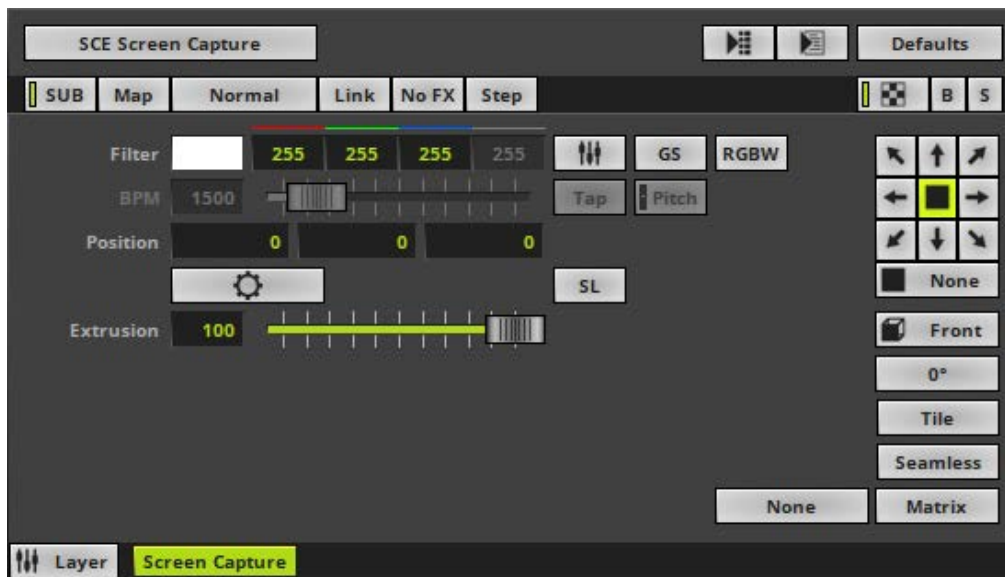 SCE Screen Capture Defaults
SUB Map Normal Link No FX Step B S
Filter 255 255 255 255 GS RGBW
BPM 1500 Tap Pitch
Position 0 0 0
SL None
Extrusion 100 Front
0°
Tile
Seamless
None Matrix
Layer Screen Capture